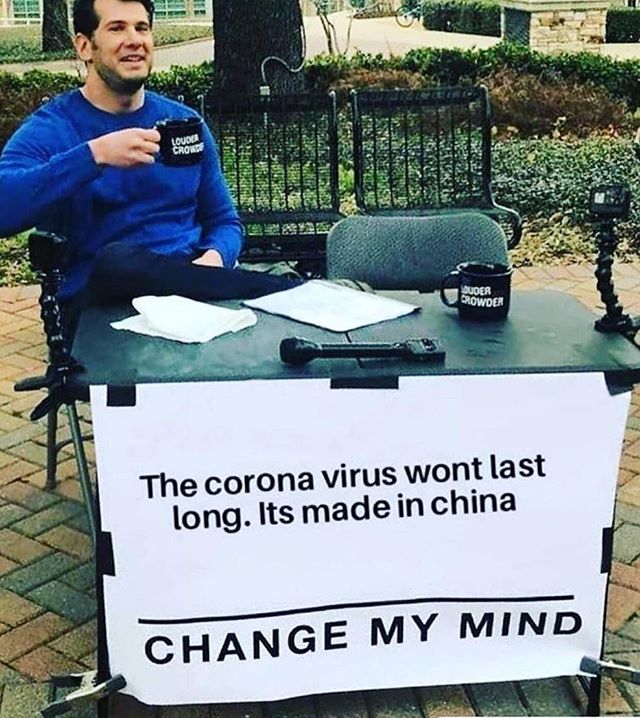 LOUDER
CROWDER
LOUDER
CROWDER
The corona virus wont last
long. Its made in china
CHANGE MY MIND